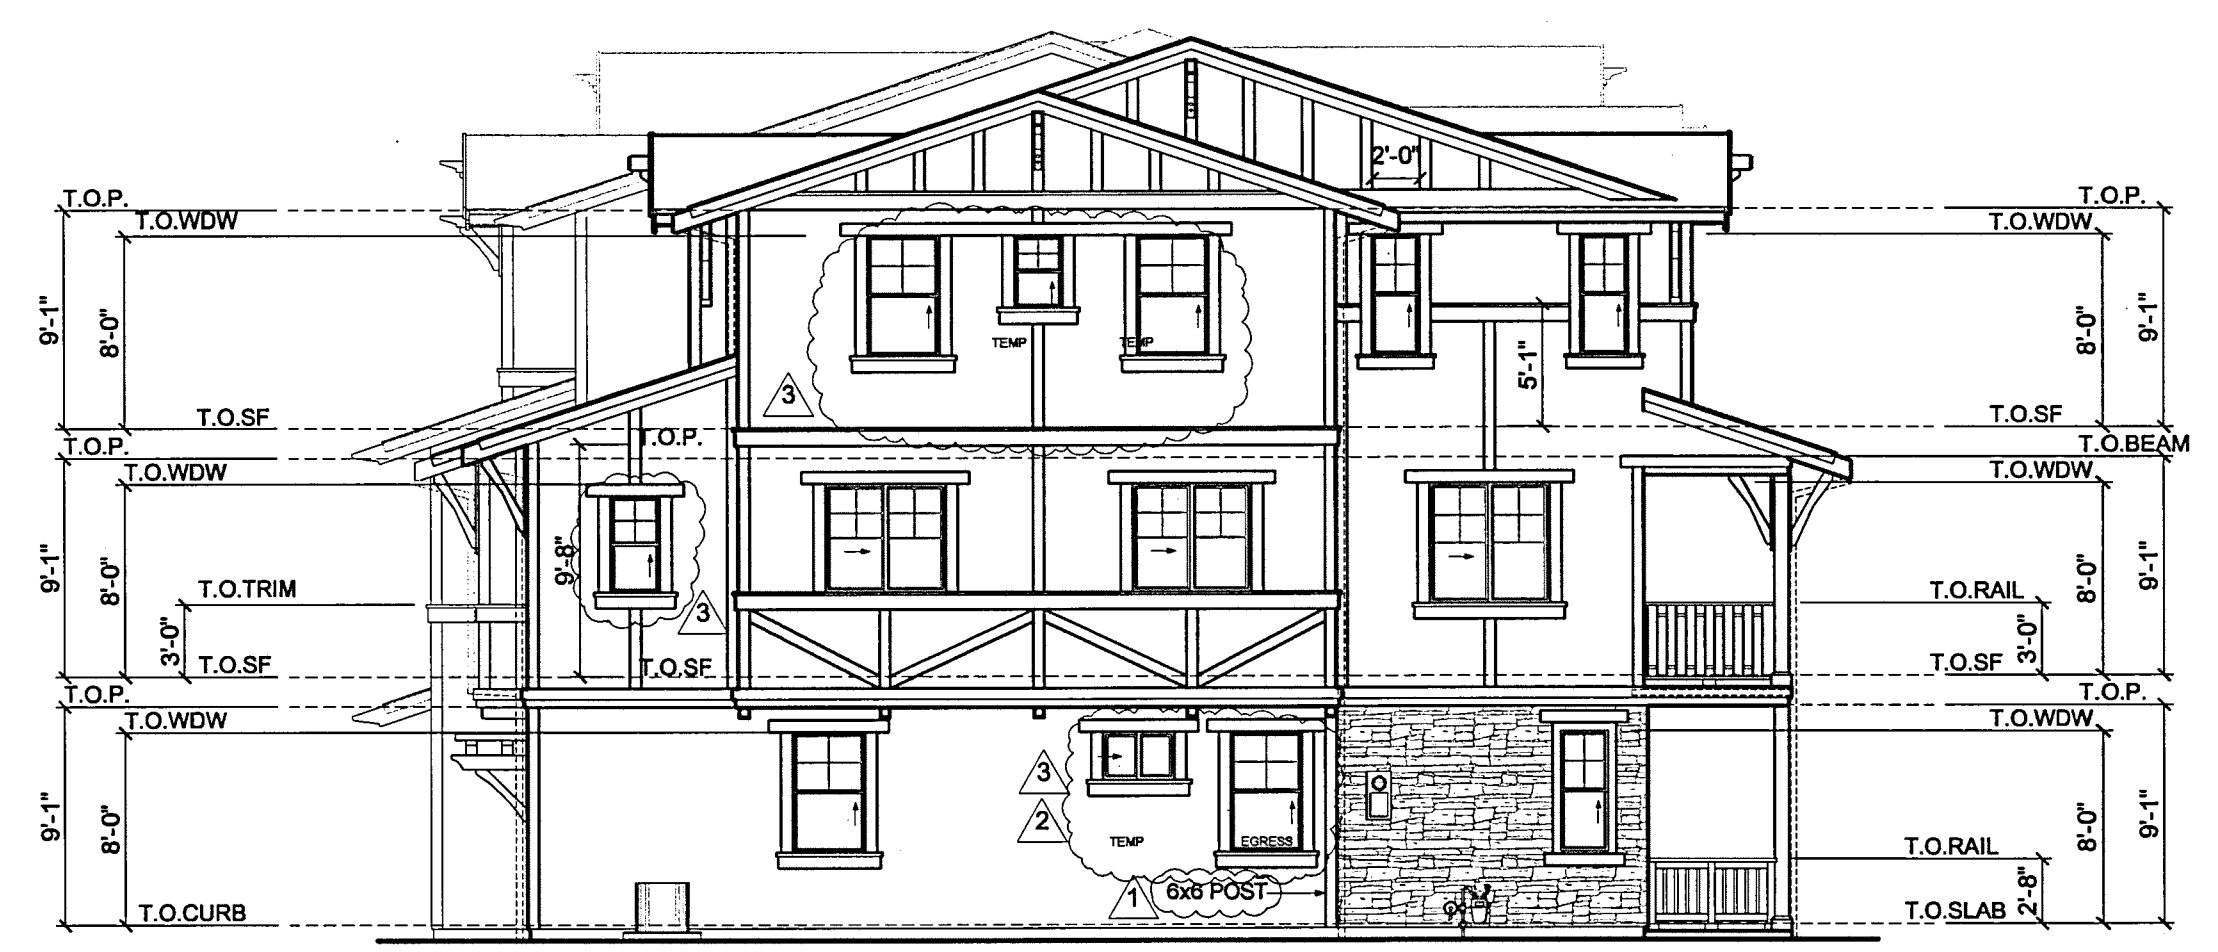 2'-0"
T.O.P.
T.O.P.
T.O.WDW
T.O.WDW
9'-1"
8'-0"
TEMP
TEMP
5'-1"
8'-0"
9'-1"
3
T.O.SF
T.O.SF
T.O.P.
T.O.P.
T.O.BEAM
T.O.WDW
T.O.WDW
9'-1"
8'-0"
9'-8"
8'-0"
9'-1"
T.O.TRIM
T.O.RAIL
3
3'-0"
3'-0"
T.O.SF
T.O.SF
T.O.SF
T.O.P.
T.O.P.
T.O.WDW
T.O.WDW
3
2
9'-1"
8'-0"
TEMP
EGRESS
8'-0"
9'-1"
T.O.RAIL
1
6x6 POST
2'-8"
T.O.CURB
T.O.SLAB